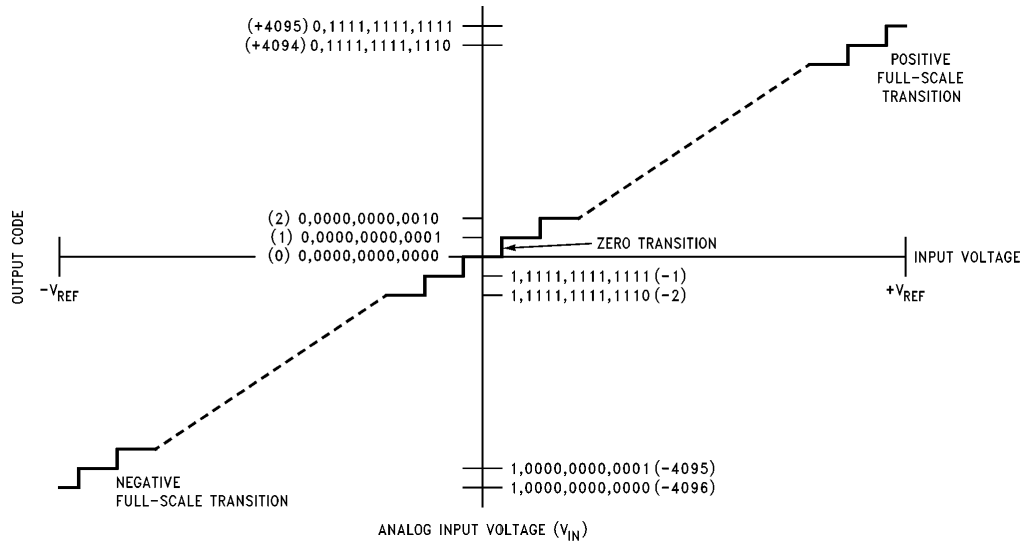 (+4095) 0,1111,1111,1111
(+4094) 0,1111,1111,1110
POSITIVE
FULL-SCALE
TRANSITION
OUTPUT CODE
(2) 0,0000,0000,0010
(1) 0,0000,0000,0001
(0) 0,0000,0000,0000
ZERO TRANSITION
INPUT VOLTAGE
1,1111,1111,1111 (-1)
1,1111,1111,1110 (-2)
-VREF
+VREF
1,0000,0000,0001 (-4095)
1,0000,0000,0000 (-4096)
NEGATIVE
FULL-SCALE TRANSITION
ANALOG INPUT VOLTAGE (VIN)